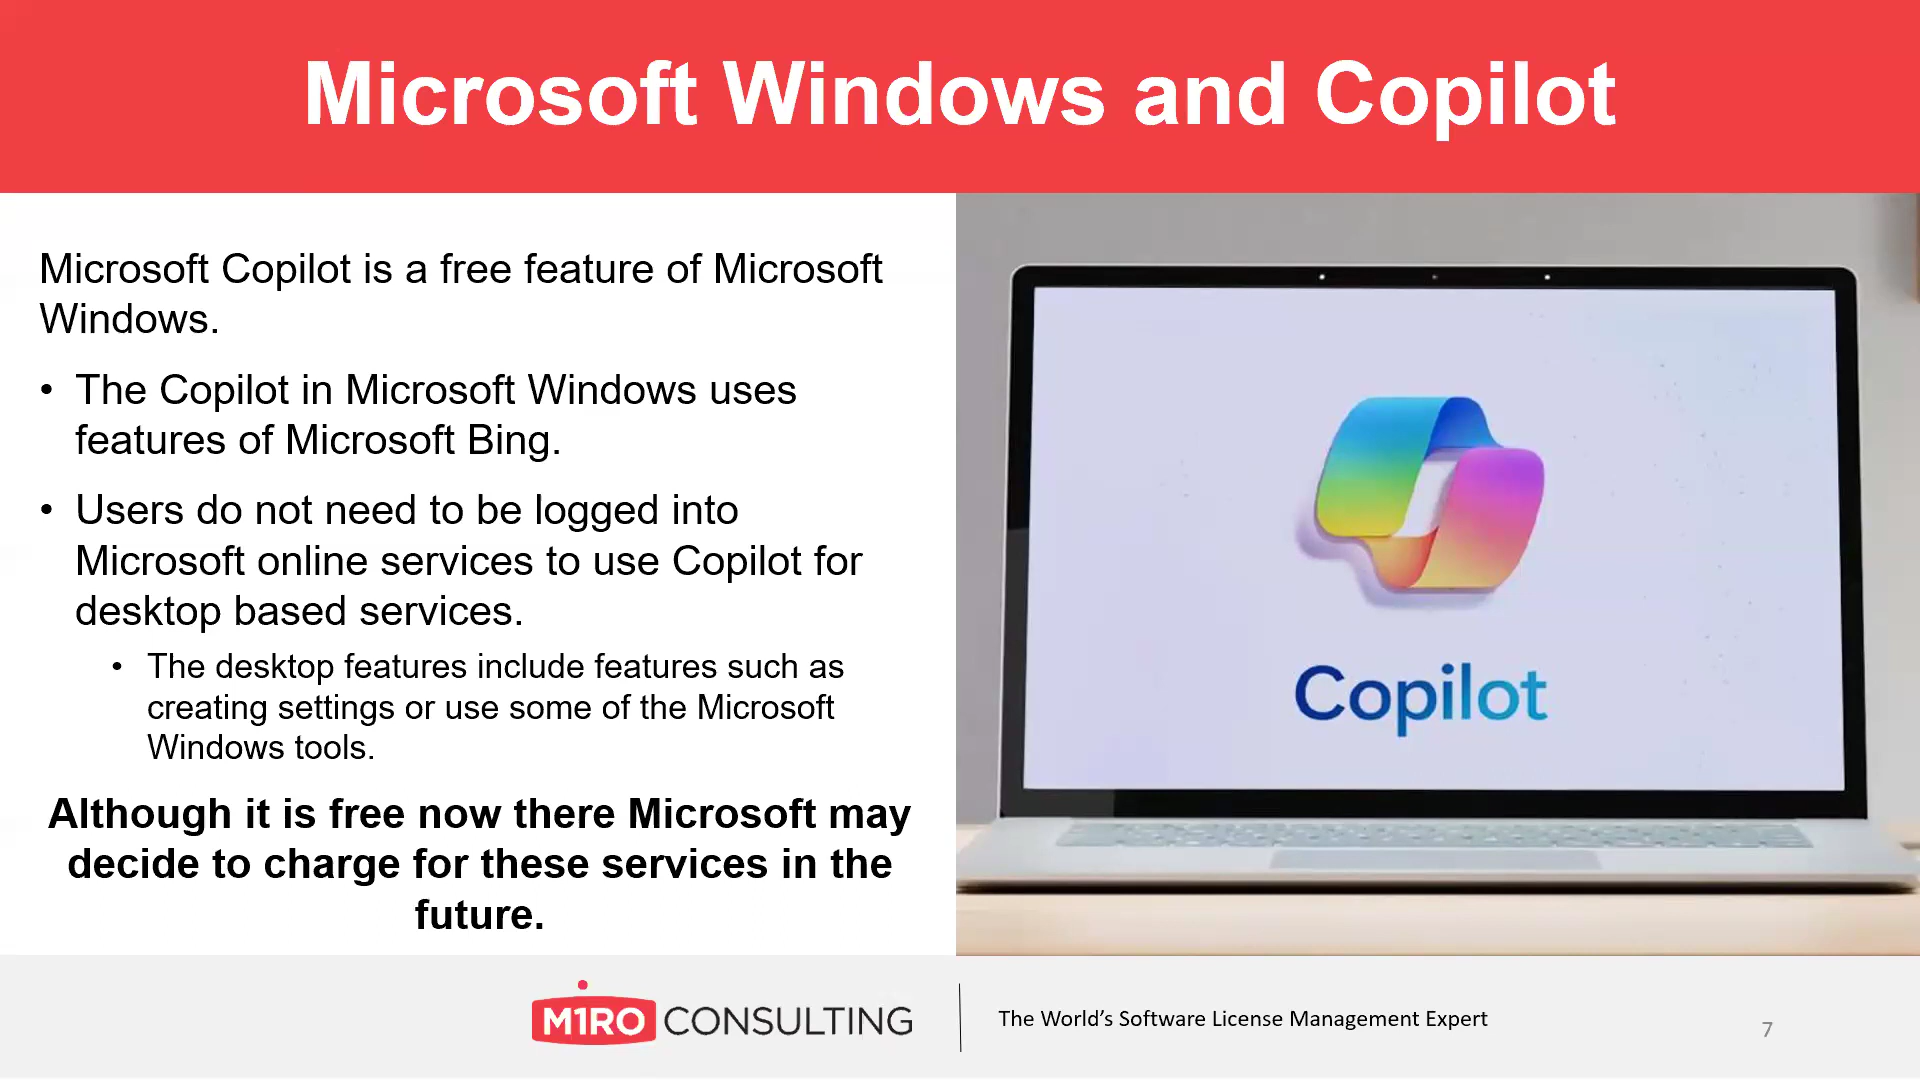 Microsoft Windows and Copilot
Microsoft Copilot is a free feature of Microsoft
Windows.
• The Copilot in Microsoft Windows uses
features of Microsoft Bing.
• Users do not need to be logged into
Microsoft online services to use Copilot for
desktop based services.
• The desktop features include features such as
creating settings or use some of the Microsoft
Windows tools.
Although it is free now there Microsoft may
decide to charge for these services in the
future.
Copilot
M1RO CONSULTING
The World’s Software License Management Expert
7